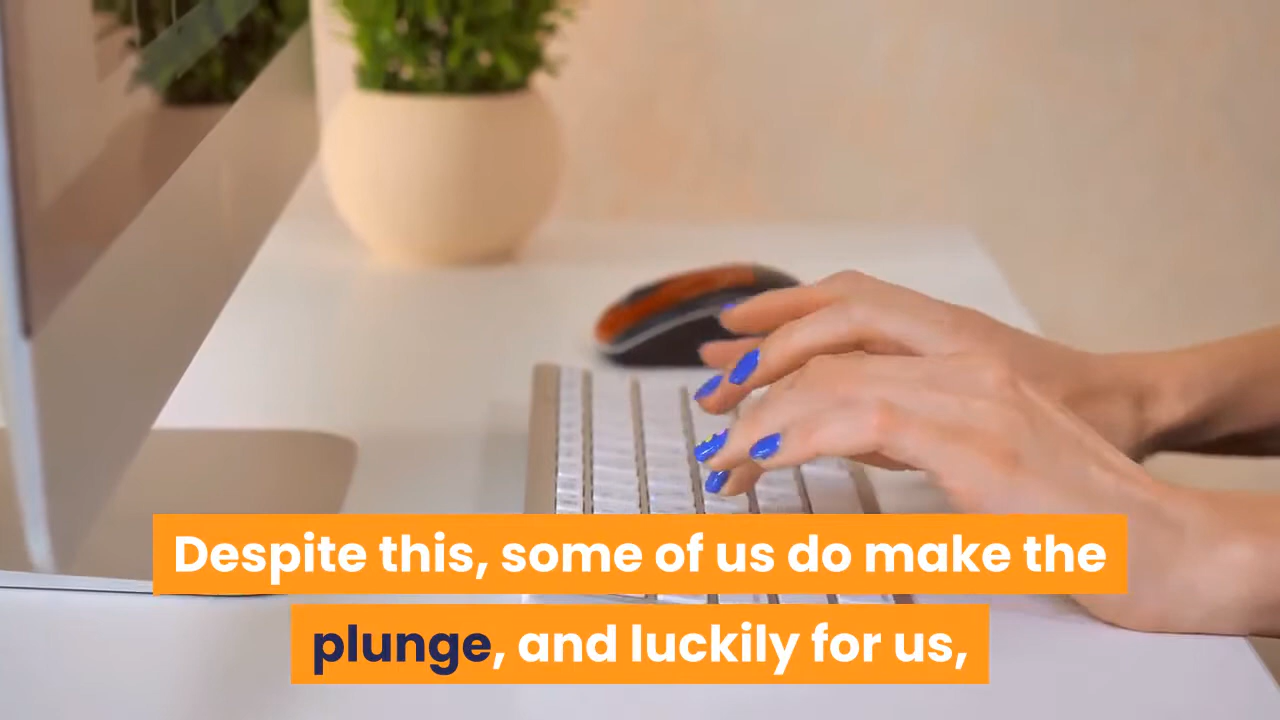 Despite this, some of us do make the
plunge, and luckily for us,